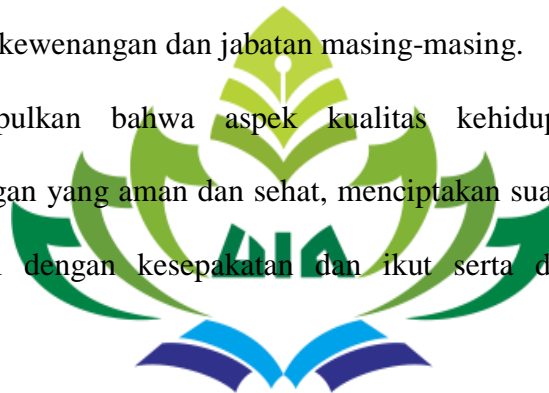 kewenangan dan jabatan masing-masing.
pulkan bahwa aspek kualitas kehidup
gan yang aman dan sehat, menciptakan sua
dengan kesepakatan dan ikut serta d
UIN